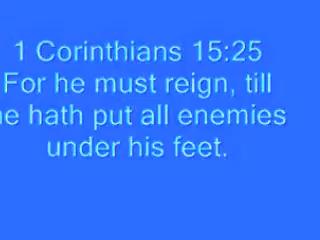 1 Corinthians 15:25
For he must reign, till
he hath put all enemies
under his feet.